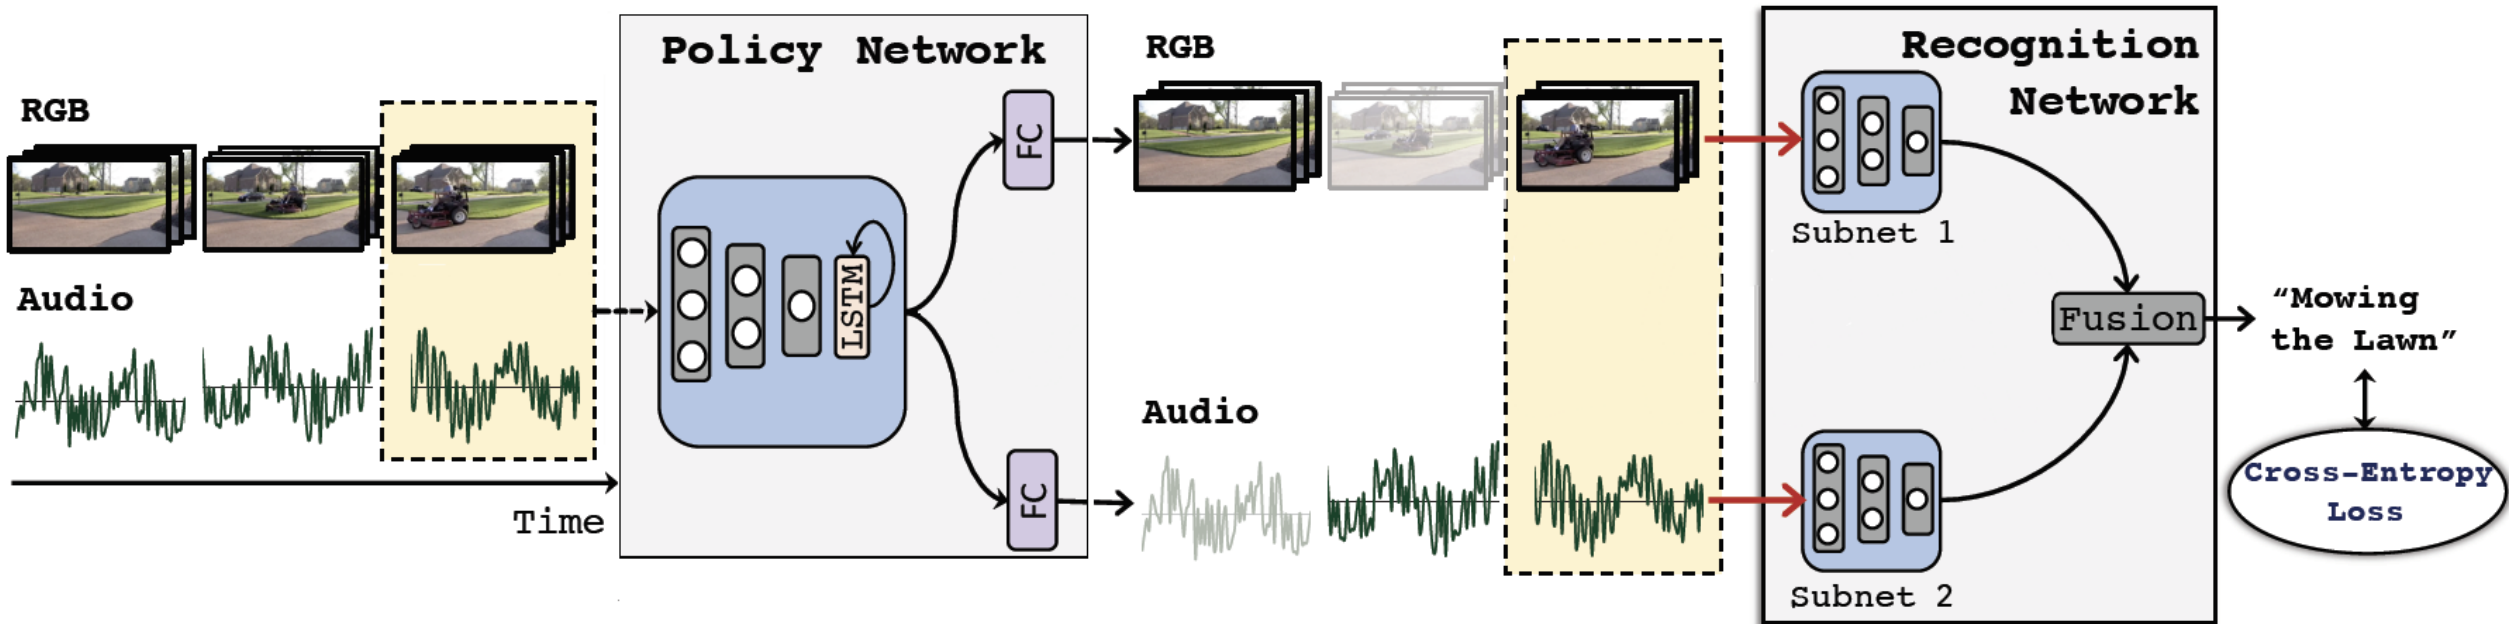 RGB
Audio
Time
Policy Network
LSTM
FC
FC
RGB
Audio
Recognition
Network
Subnet 1
Subnet 2
Fusion
“Mowing
the Lawn”
Cross-Entropy
Loss